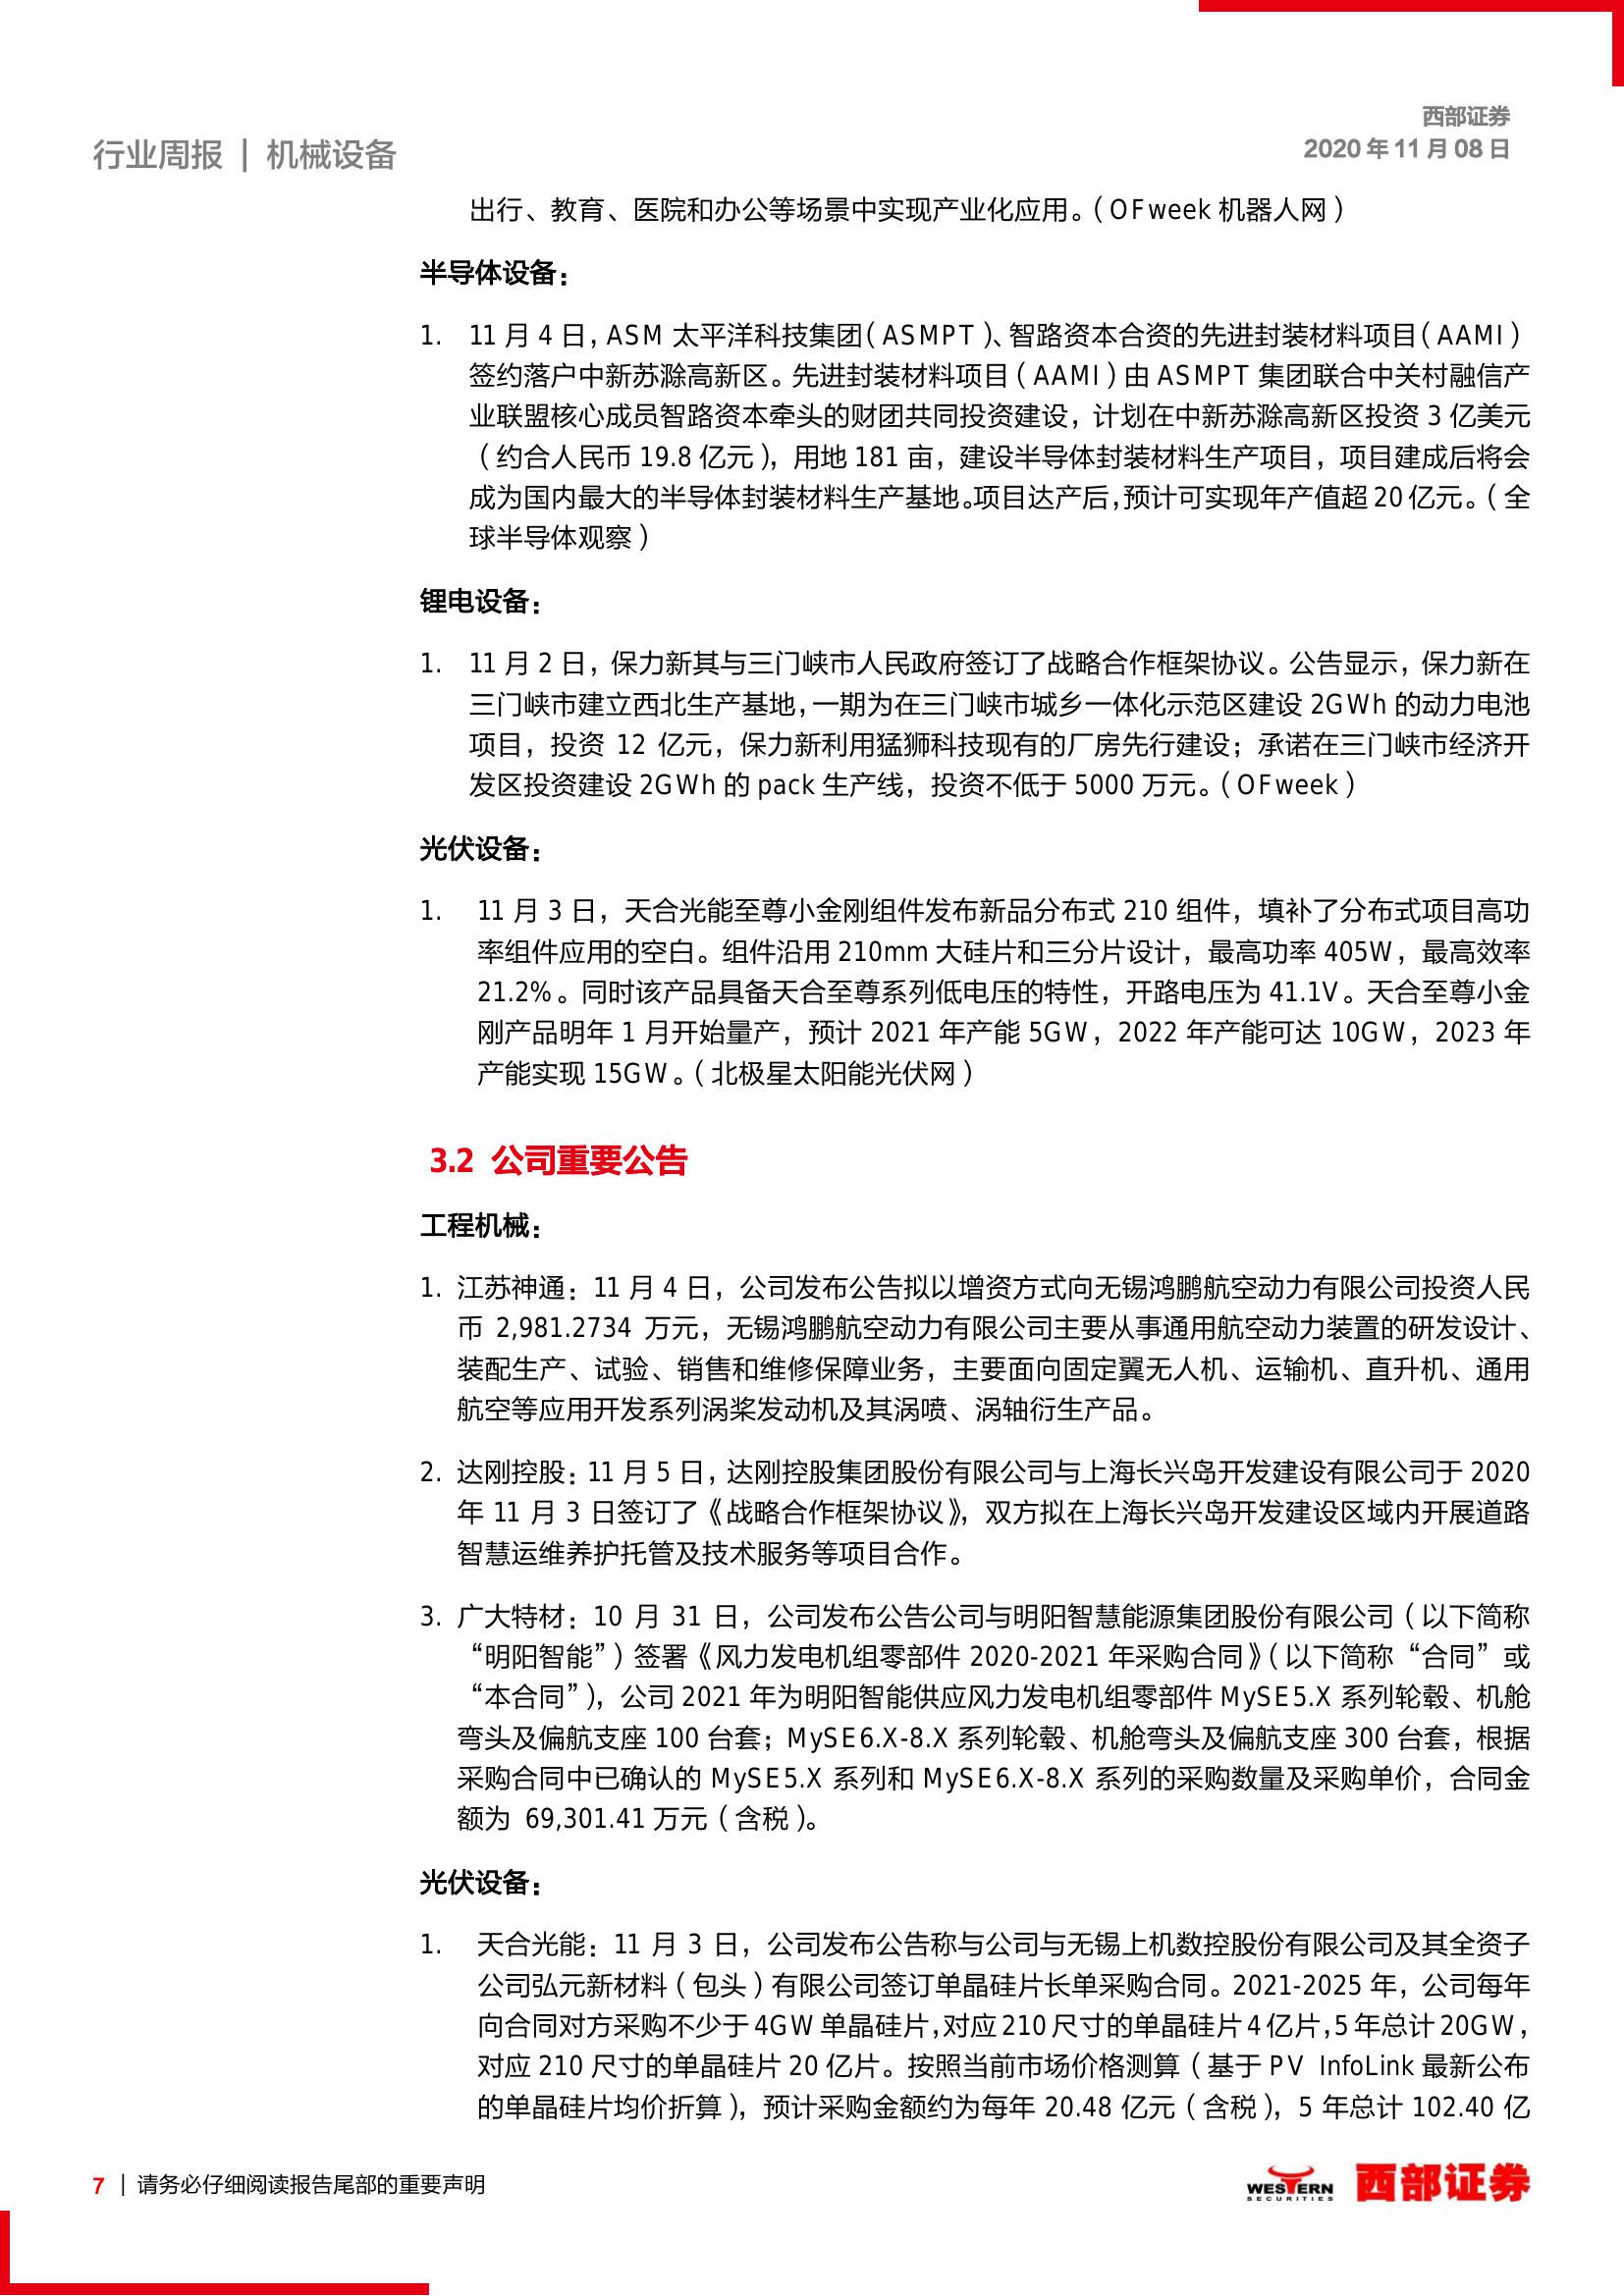 西部证券
行业周报 | 机械设备
2020 年 11 月 08 日
出行、教育、医院和办公等场景中实现产业化应用。（OFweek 机器人网）
半导体设备：
1. 11 月 4 日，ASM 太平洋科技集团（ASMPT）、智路资本合资的先进封装材料项目（AAMI）
签约落户中新苏滁高新区。先进封装材料项目（AAMI）由 ASMPT 集团联合中关村融信产
业联盟核心成员智路资本牵头的财团共同投资建设，计划在中新苏滁高新区投资 3 亿美元
（约合人民币 19.8 亿元），用地 181 亩，建设半导体封装材料生产项目，项目建成后将会
成为国内最大的半导体封装材料生产基地。项目达产后，预计可实现年产值超 20 亿元。（全
球半导体观察）
锂电设备：
1. 11 月 2 日，保力新其与三门峡市人民政府签订了战略合作框架协议。公告显示，保力新在
三门峡市建立西北生产基地，一期为在三门峡市城乡一体化示范区建设 2GWh 的动力电池
项目，投资 12 亿元，保力新利用猛狮科技现有的厂房先行建设；承诺在三门峡市经济开
发区投资建设 2GWh 的 pack 生产线，投资不低于 5000 万元。（OFweek）
光伏设备：
1. 11 月 3 日，天合光能至尊小金刚组件发布新品分布式 210 组件，填补了分布式项目高功
率组件应用的空白。组件沿用 210mm 大硅片和三分片设计，最高功率 405W，最高效率
21.2%。同时该产品具备天合至尊系列低电压的特性，开路电压为 41.1V。天合至尊小金
刚产品明年 1 月开始量产，预计 2021 年产能 5GW，2022 年产能可达 10GW，2023 年
产能实现 15GW。（北极星太阳能光伏网）
3.2 公司重要公告
工程机械：
1. 江苏神通：11 月 4 日，公司发布公告拟以增资方式向无锡鸿鹏航空动力有限公司投资人民
币 2,981.2734 万元，无锡鸿鹏航空动力有限公司主要从事通用航空动力装置的研发设计、
装配生产、试验、销售和维修保障业务，主要面向固定翼无人机、运输机、直升机、通用
航空等应用开发系列涡桨发动机及其涡喷、涡轴衍生产品。
2. 达刚控股：11 月 5 日，达刚控股集团股份有限公司与上海长兴岛开发建设有限公司于 2020
年 11 月 3 日签订了《战略合作框架协议》，双方拟在上海长兴岛开发建设区域内开展道路
智慧运维养护托管及技术服务等项目合作。
3. 广大特材：10 月 31 日，公司发布公告公司与明阳智慧能源集团股份有限公司（以下简称
“明阳智能”）签署《风力发电机组零部件 2020-2021 年采购合同》（以下简称“合同”或
“本合同”），公司 2021 年为明阳智能供应风力发电机组零部件 MySE5.X 系列轮毂、机舱
弯头及偏航支座 100 台套；MySE6.X-8.X 系列轮毂、机舱弯头及偏航支座 300 台套，根据
采购合同中已确认的 MySE5.X 系列和 MySE6.X-8.X 系列的采购数量及采购单价，合同金
额为 69,301.41 万元（含税）。
光伏设备：
1. 天合光能：11 月 3 日，公司发布公告称与公司与无锡上机数控股份有限公司及其全资子
公司弘元新材料（包头）有限公司签订单晶硅片长单采购合同。2021-2025 年，公司每年
向合同对方采购不少于 4GW 单晶硅片，对应 210 尺寸的单晶硅片 4 亿片，5 年总计 20GW，
对应 210 尺寸的单晶硅片 20 亿片。按照当前市场价格测算（基于 PV InfoLink 最新公布
的单晶硅片均价折算），预计采购金额约为每年 20.48 亿元（含税），5 年总计 102.40 亿
7 | 请务必仔细阅读报告尾部的重要声明
WESTERN
SECURITIES
西部证券